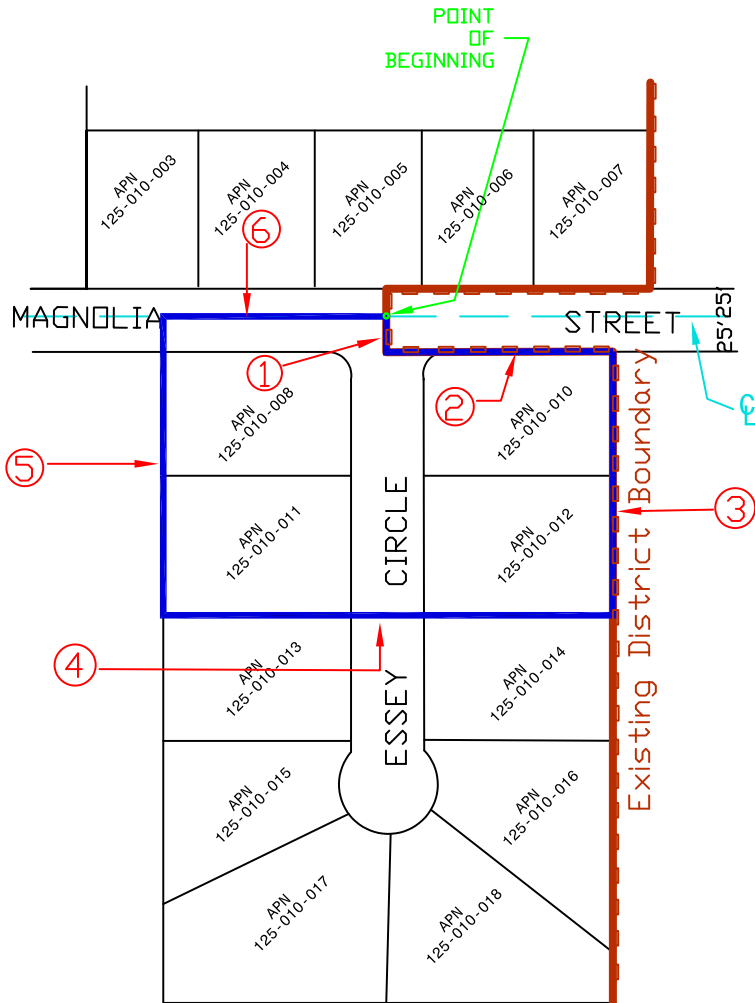 POINT
OF
BEGINNING
APN
125-010-003
APN
125-010-004
APN
125-010-005
APN
125-010-006
APN
125-010-007
6
MAGNOLIA STREET
25' 25'
1
2
℄
APN
125-010-008
APN
125-010-010
5
3
APN
125-010-011
APN
125-010-012
ESSEY CIRCLE
Existing District Boundary
4
APN
125-010-013
APN
125-010-014
APN
125-010-015
APN
125-010-016
APN
125-010-017
APN
125-010-018